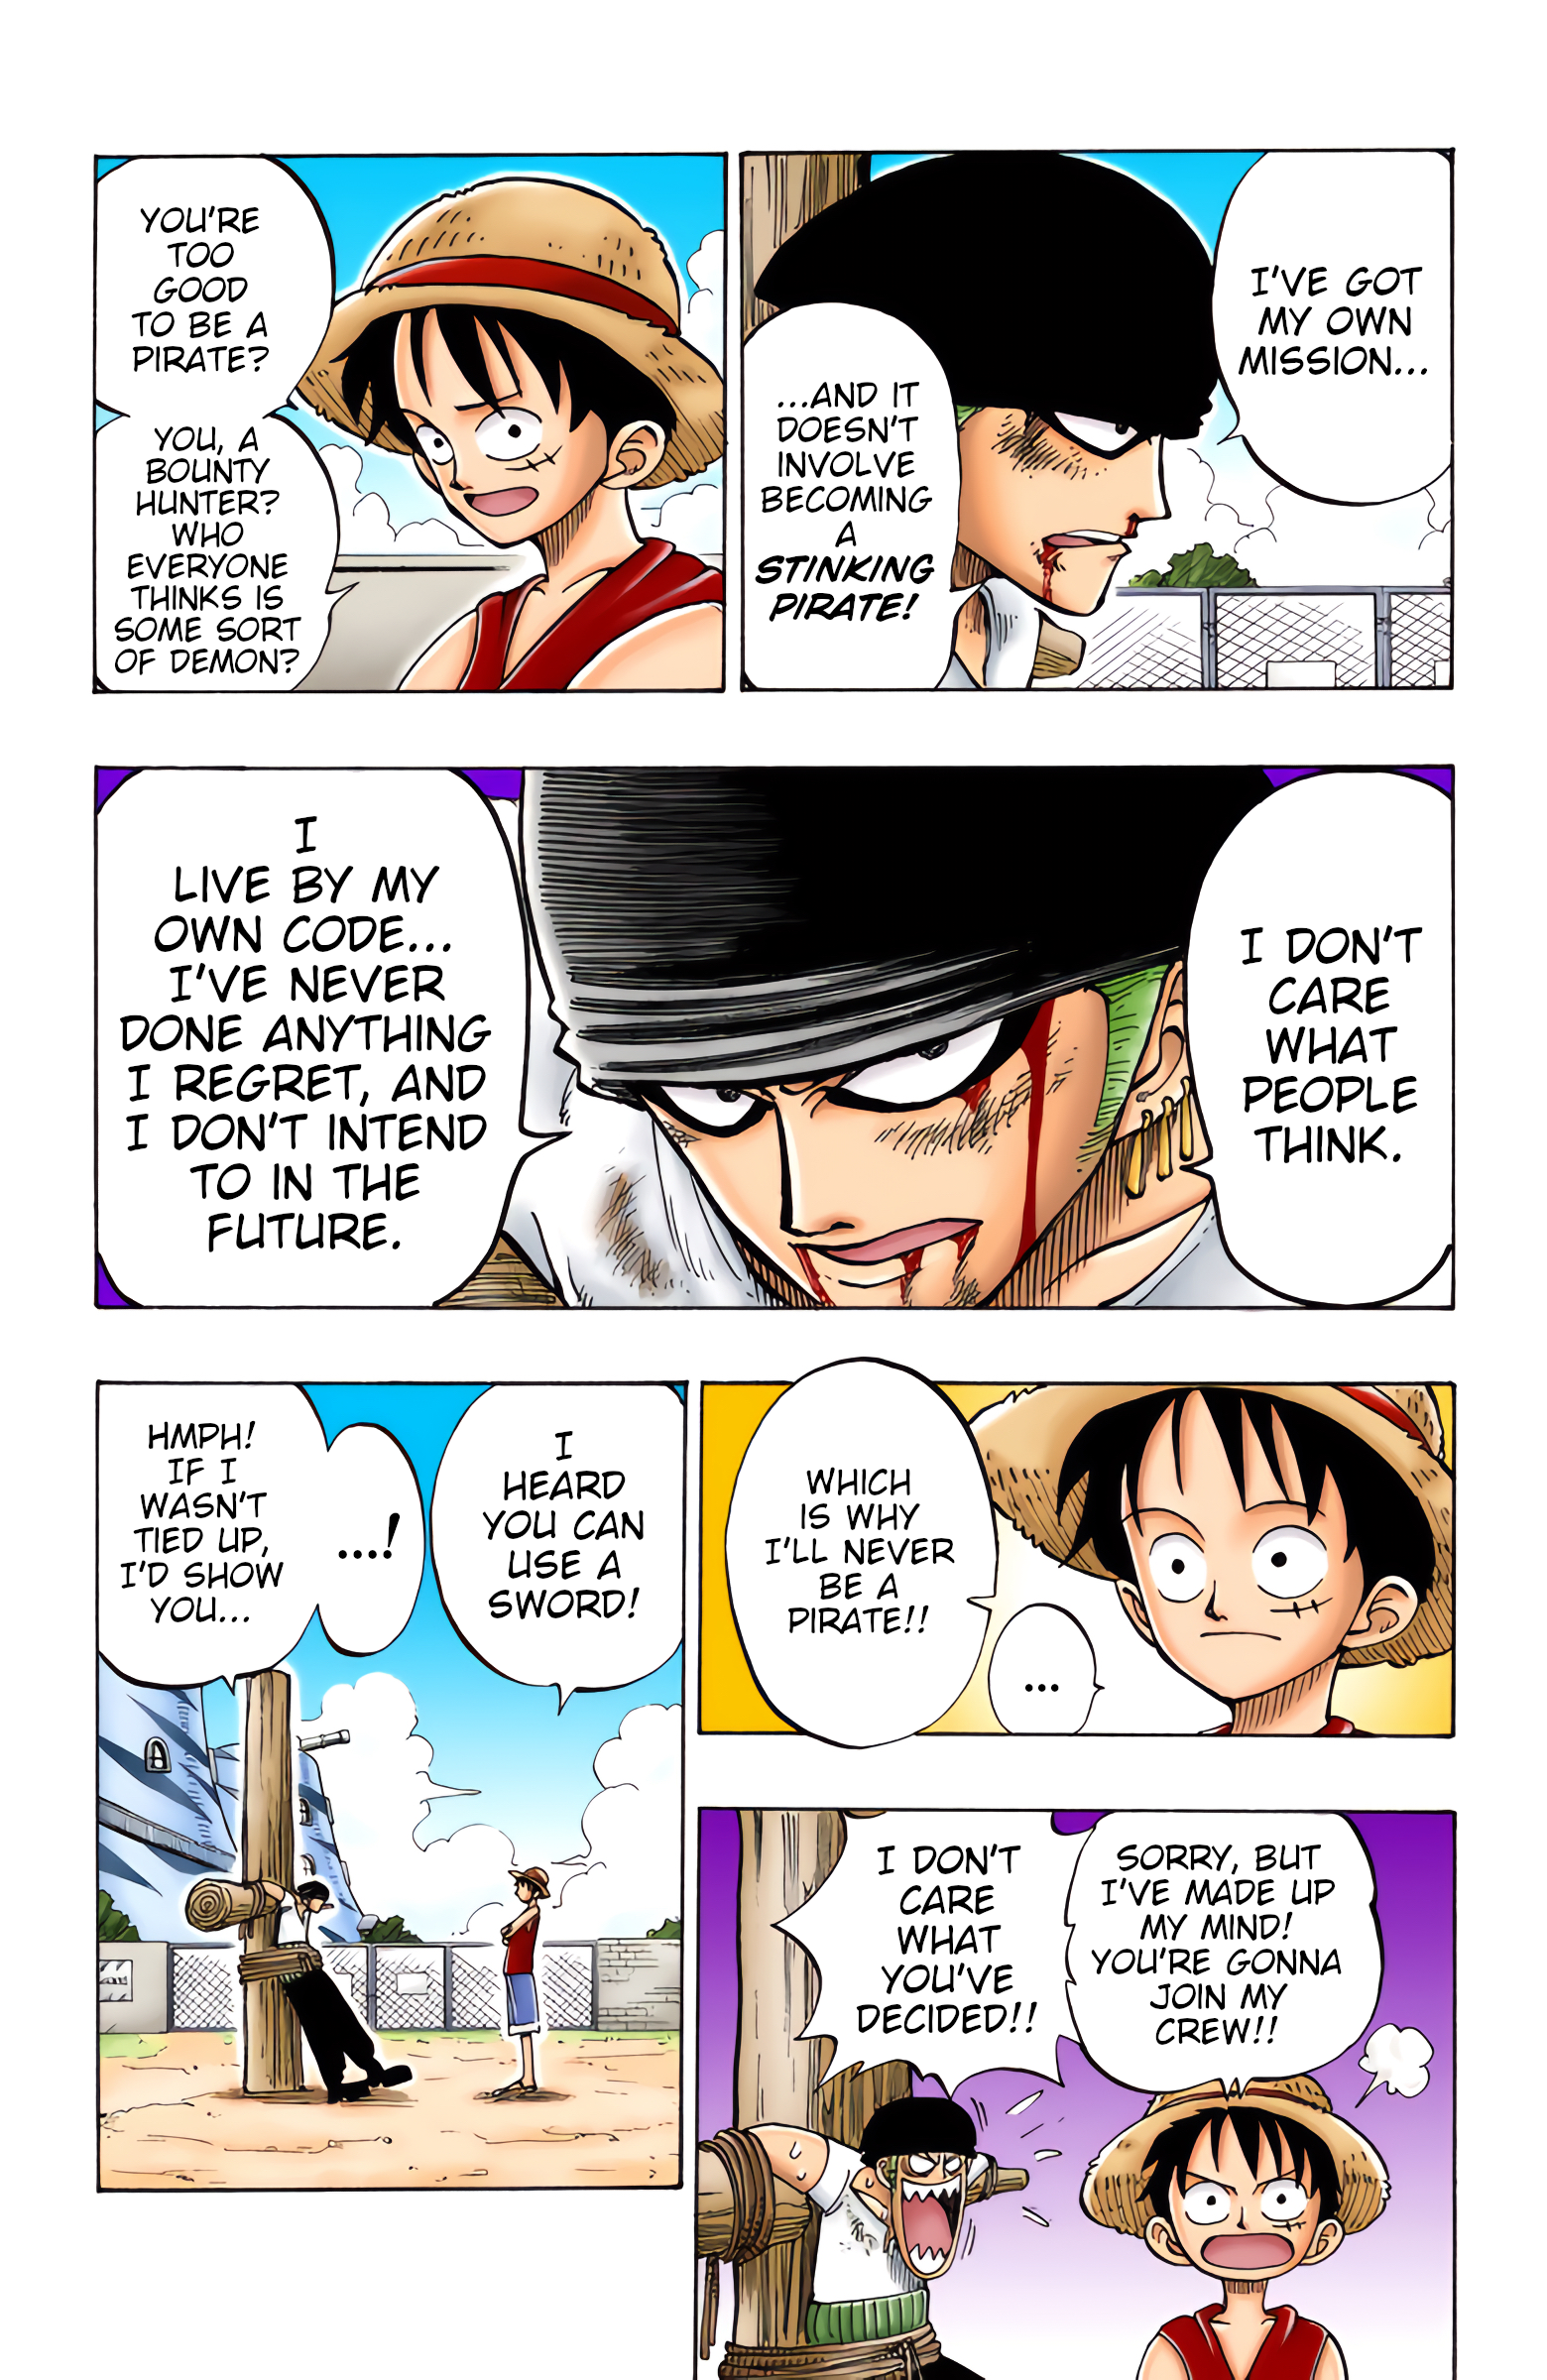 I'VE GOT
MY OWN
MISSION...
...AND IT
DOESN'T
INVOLVE
BECOMING
A
STINKING
PIRATE!
YOU'RE
TOO
GOOD
TO BE A
PIRATE?
YOU, A
BOUNTY
HUNTER?
WHO
EVERYONE
THINKS IS
SOME SORT
OF DEMON?
I DON'T
CARE
WHAT
PEOPLE
THINK.
I
LIVE BY MY
OWN CODE...
I'VE NEVER
DONE ANYTHING
I REGRET, AND
I DON'T INTEND
TO IN THE
FUTURE.
WHICH
IS WHY
I'LL NEVER
BE A
PIRATE!!
...
SORRY, BUT
I'VE MADE UP
MY MIND!
YOU'RE GONNA
JOIN MY
CREW!!
I DON'T
CARE
WHAT
YOU'VE
DECIDED!!
I
HEARD
YOU CAN
USE A
SWORD!
...!
HMPH!
IF I
WASN'T
TIED UP,
I'D SHOW
YOU...